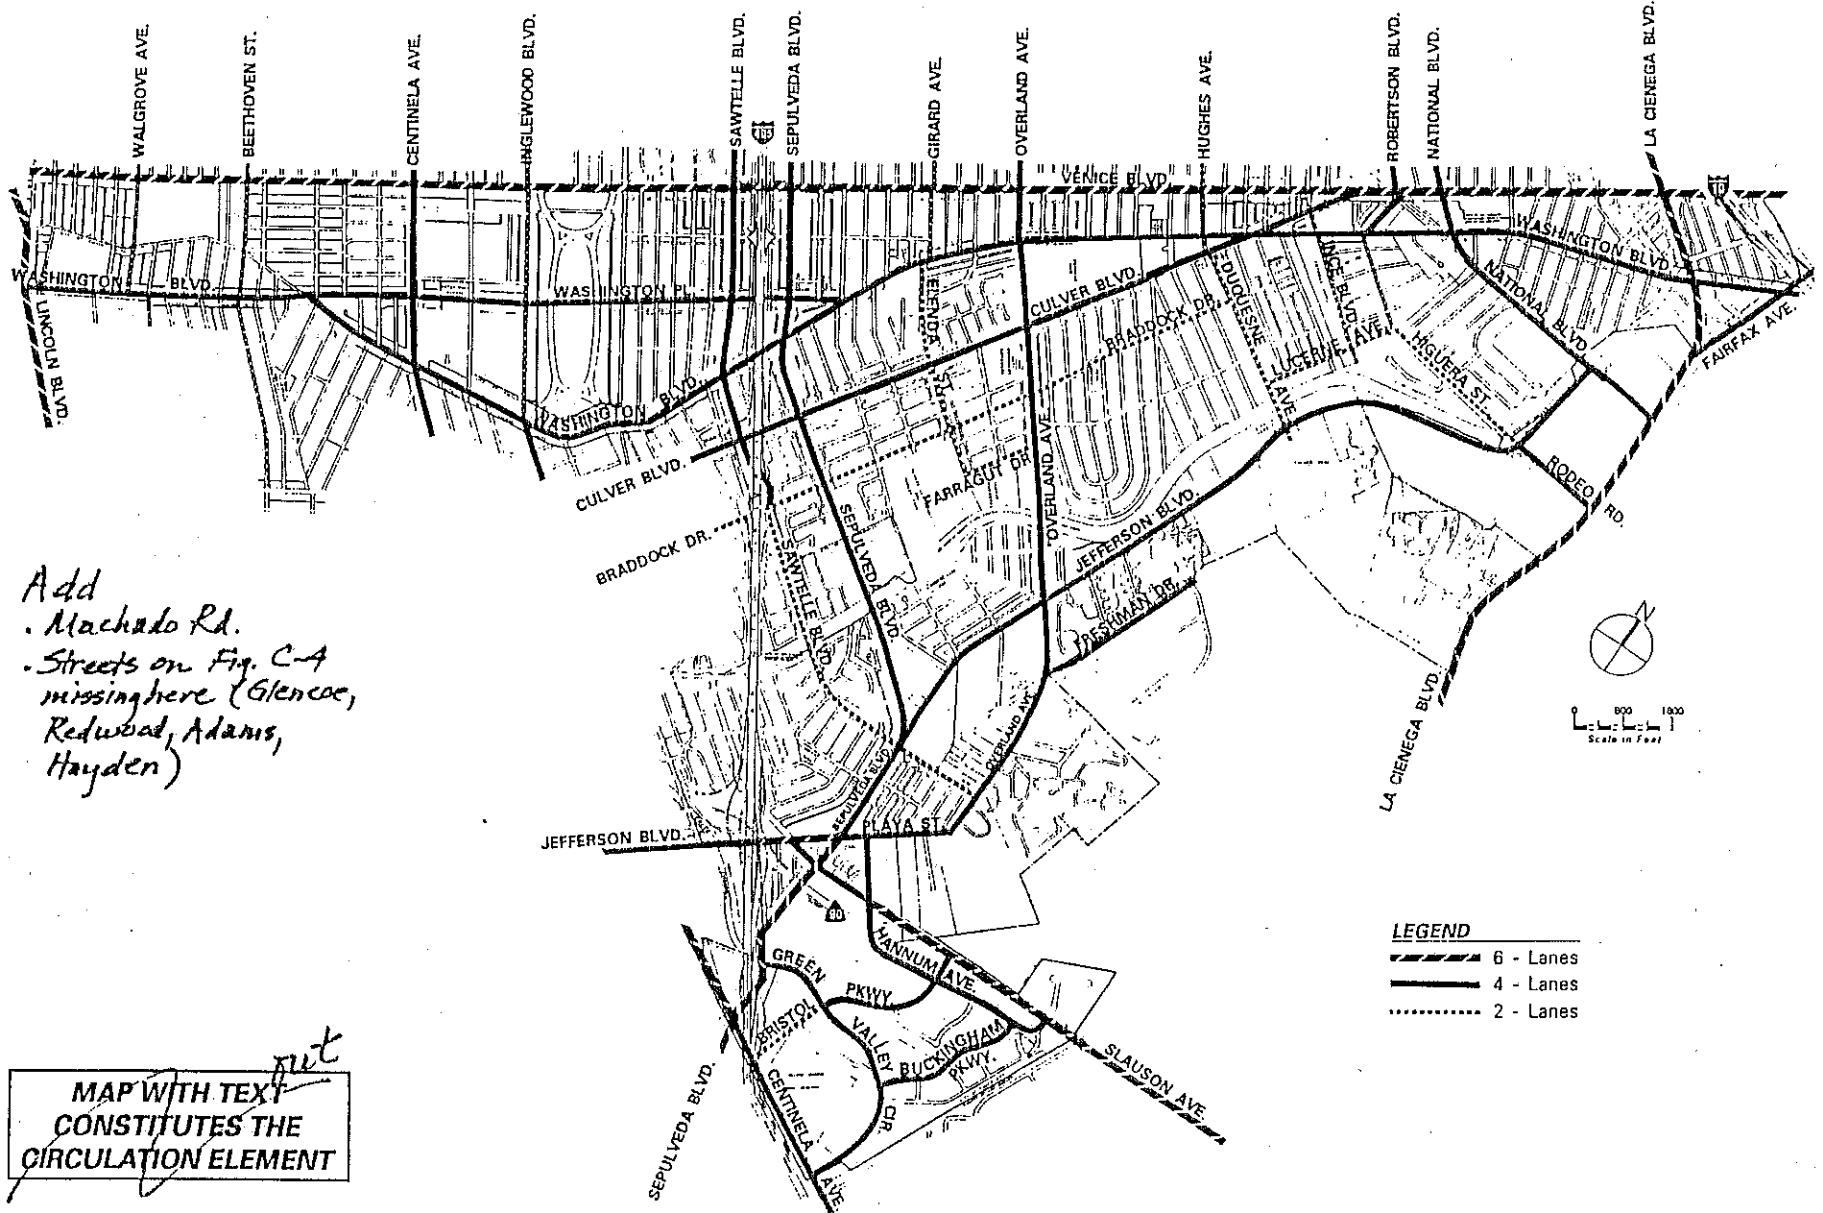 WALGROVE AVE.
BEETHOVEN ST.
CENTINELA AVE.
INGLEWOOD BLVD.
SAWTELLE BLVD.
SEPULVEDA BLVD.
GIRARD AVE.
OVERLAND AVE.
HUGHES AVE.
ROBERTSON BLVD.
NATIONAL BLVD.
LA CIENEGA BLVD.
VENICE BLVD.
10
WASHINGTON BLVD.
WASHINGTON BLVD.
WASHINGTON PL.
LINCOLN BLVD.
CULVER BLVD.
BRADDOCK DR.
DUQUESNE
AVE.
LUCERNE AVE.
HIGUERA ST.
NATIONAL BLVD.
FAIRFAX AVE.
WASHINGTON BLVD.
CULVER BLVD.
BRADDOCK DR.
FARRAGUT DR.
OVERLAND AVE.
SEPULVEDA BLVD.
SAWTELLE BLVD.
JEFFERSON BLVD.
FRESHMAN DR.
RODEO RD.
LA CIENEGA BLVD.
Add
. Machado Rd.
. Streets on Fig. C-4
missing here (Glencoe,
Redwood, Adams,
Hayden)
N
0 800 1800
Scale in Feet
OVERLAND AVE.
SEPULVEDA BLVD.
JEFFERSON BLVD.
PLAYA ST.
90
HANNUM AVE.
GREEN
VALLEY
CIR.
PKWY.
BRISTOL
BUCKINGHAM
PKWY.
CENTINELA
AVE.
SEPULVEDA BLVD.
SLAUSON AVE.
LEGEND
6 - Lanes
4 - Lanes
2 - Lanes
MAP WITH TEXT
CONSTITUTES THE
CIRCULATION ELEMENT